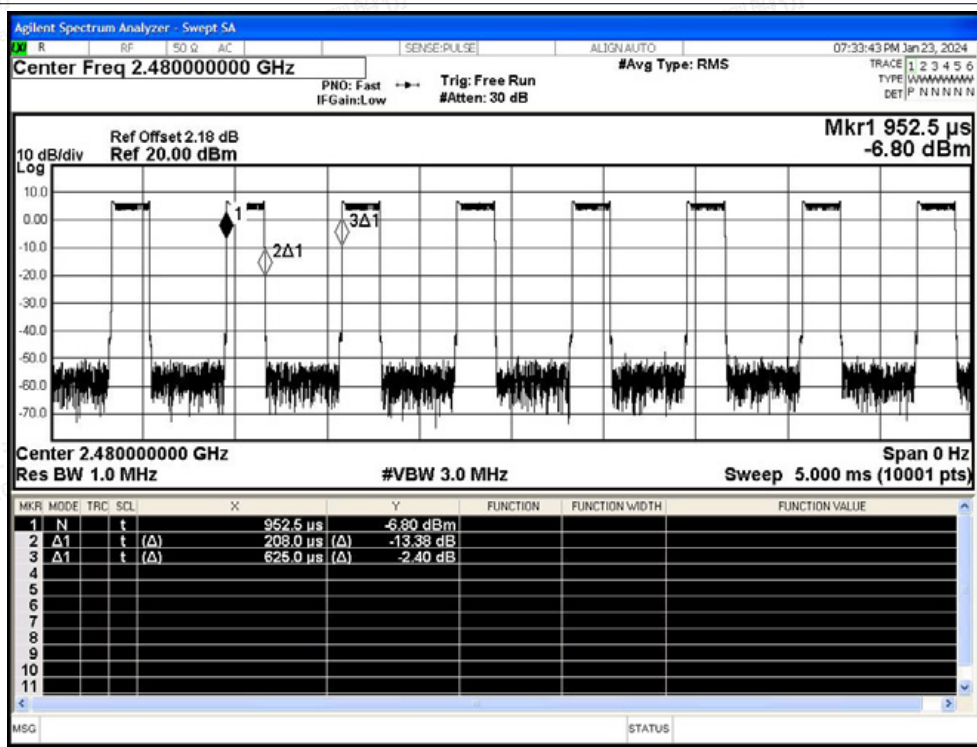 Agilent Spectrum Analyzer - Swept SA
R RF 50 Ω AC SENSE:PULSE ALIGNAUTO 07:33:43 PM Jan 23, 2024
Center Freq 2.480000000 GHz #Avg Type: RMS TRACE 1 2 3 4 5 6
PNO: Fast Trig: Free Run TYPE WWWWWW
IFGain:Low #Atten: 30 dB DET P N N N N N
Mkr1 952.5 µs
-6.80 dBm
Ref Offset 2.18 dB
10 dB/div Ref 20.00 dBm
Log
10.0
0.00
-10.0
-20.0
-30.0
-40.0
-50.0
-60.0
-70.0
1
2Δ1
3Δ1
Center 2.480000000 GHz Span 0 Hz
Res BW 1.0 MHz #VBW 3.0 MHz Sweep 5.000 ms (10001 pts)
MKR MODE TRC SCL X Y FUNCTION FUNCTION WIDTH FUNCTION VALUE
1 N t 952.5 µs -6.80 dBm
2 Δ1 t (Δ) 208.0 µs (Δ) -13.38 dB
3 Δ1 t (Δ) 625.0 µs (Δ) -2.40 dB
4
5
6
7
8
9
10
11
MSG STATUS